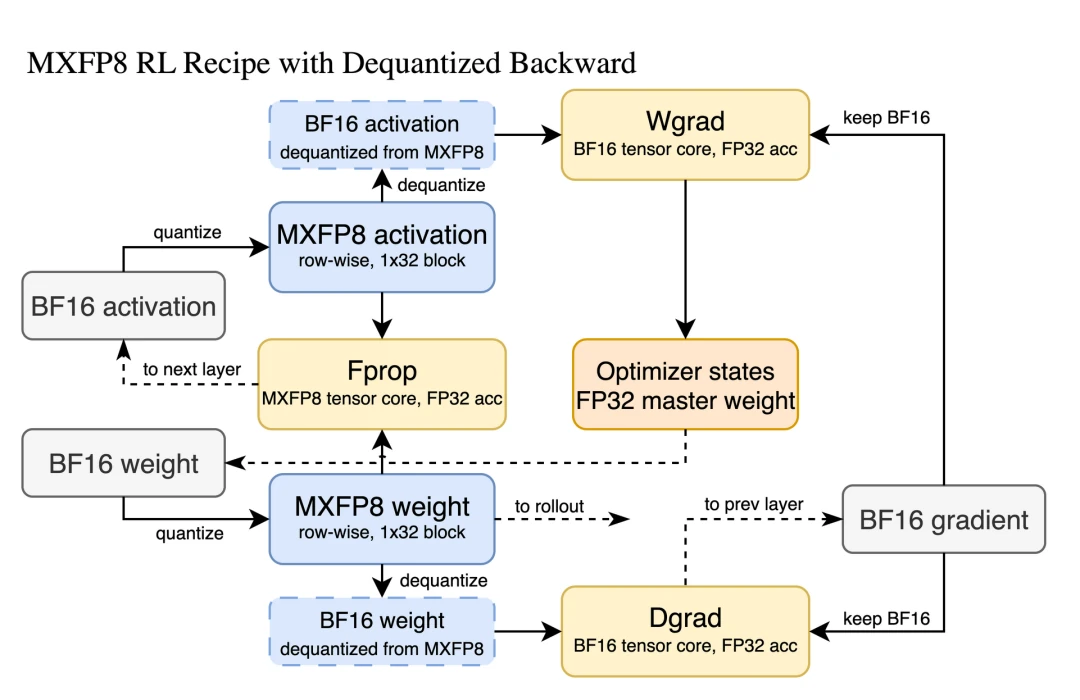 MXFP8 RL Recipe with Dequantized Backward
BF16 activation
dequantized from MXFP8
Wgrad
BF16 tensor core, FP32 acc
keep BF16
dequantize
quantize
MXFP8 activation
row-wise, 1x32 block
BF16 activation
to next layer
Fprop
MXFP8 tensor core, FP32 acc
Optimizer states
FP32 master weight
BF16 weight
quantize
MXFP8 weight
row-wise, 1x32 block
to rollout
to prev layer
BF16 gradient
dequantize
BF16 weight
dequantized from MXFP8
Dgrad
BF16 tensor core, FP32 acc
keep BF16